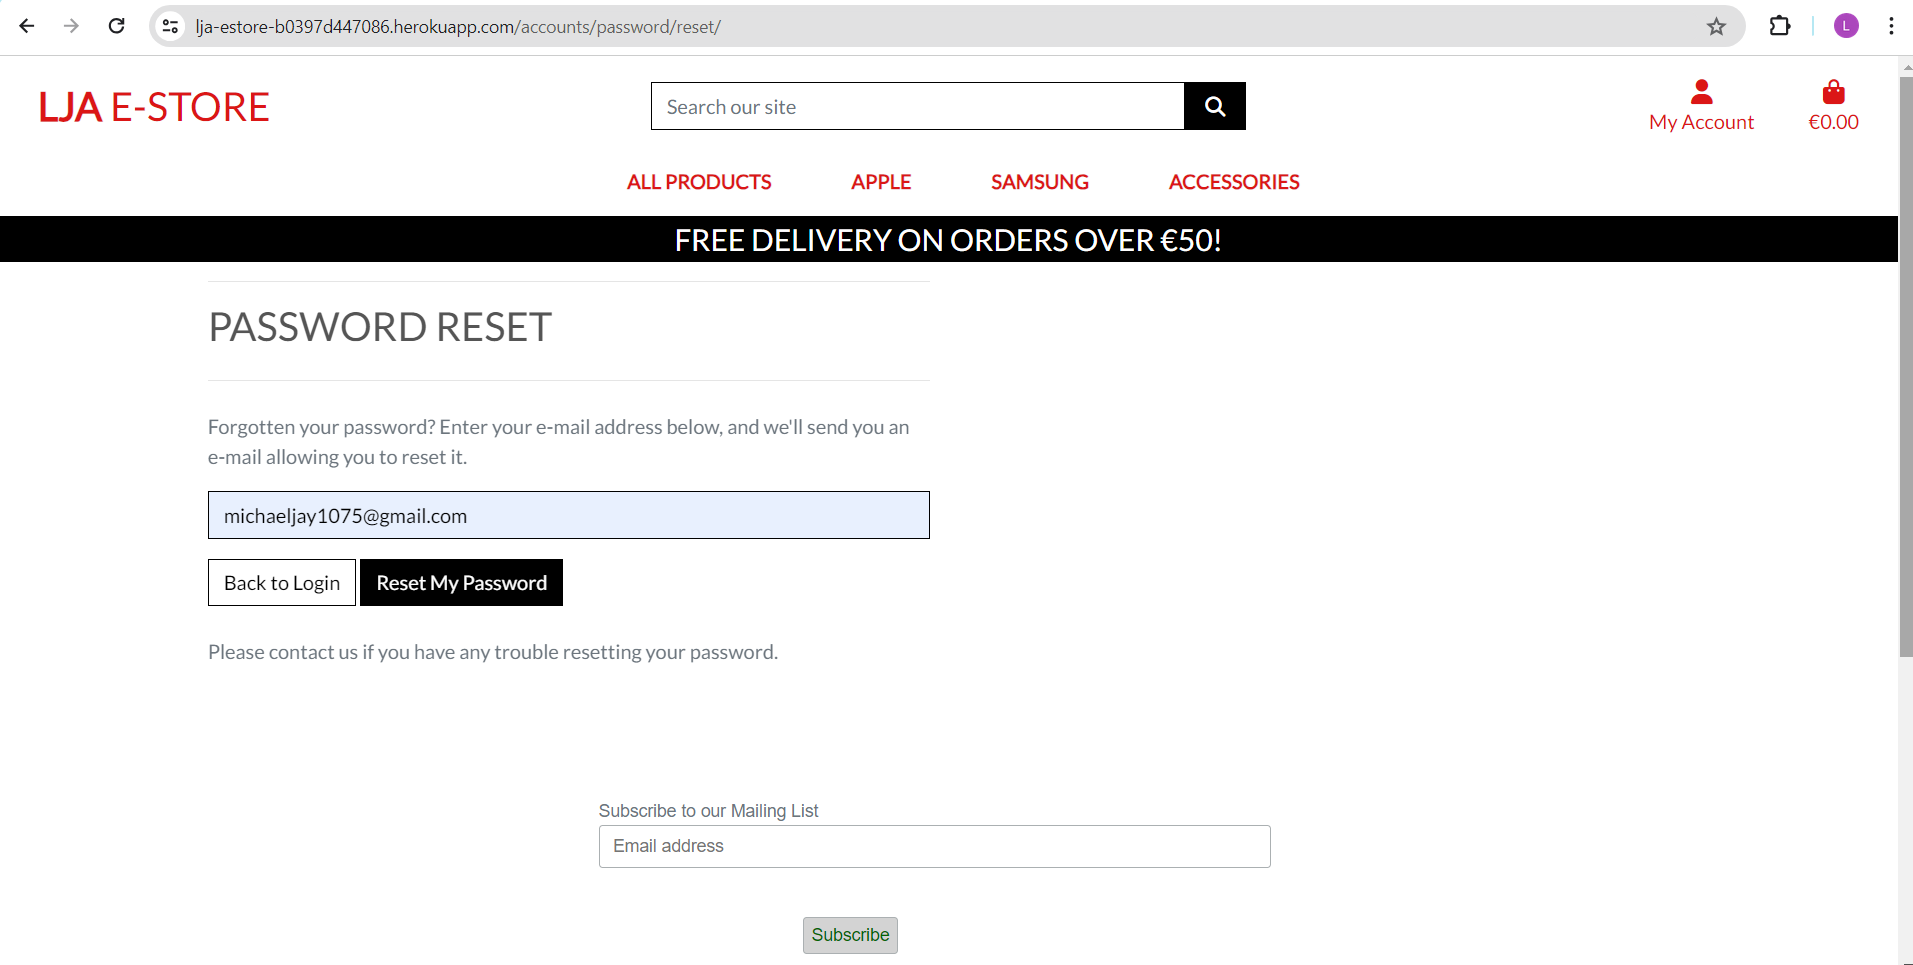 lja-estore-b0397d447086.herokuapp.com/accounts/password/reset/
L
LJA E-STORE
Search our site
My Account
€0.00
ALL PRODUCTS
APPLE
SAMSUNG
ACCESSORIES
FREE DELIVERY ON ORDERS OVER €50!
PASSWORD RESET
Forgotten your password? Enter your e-mail address below, and we'll send you an
e-mail allowing you to reset it.
michaeljay1075@gmail.com
Back to Login
Reset My Password
Please contact us if you have any trouble resetting your password.
Subscribe to our Mailing List
Email address
Subscribe